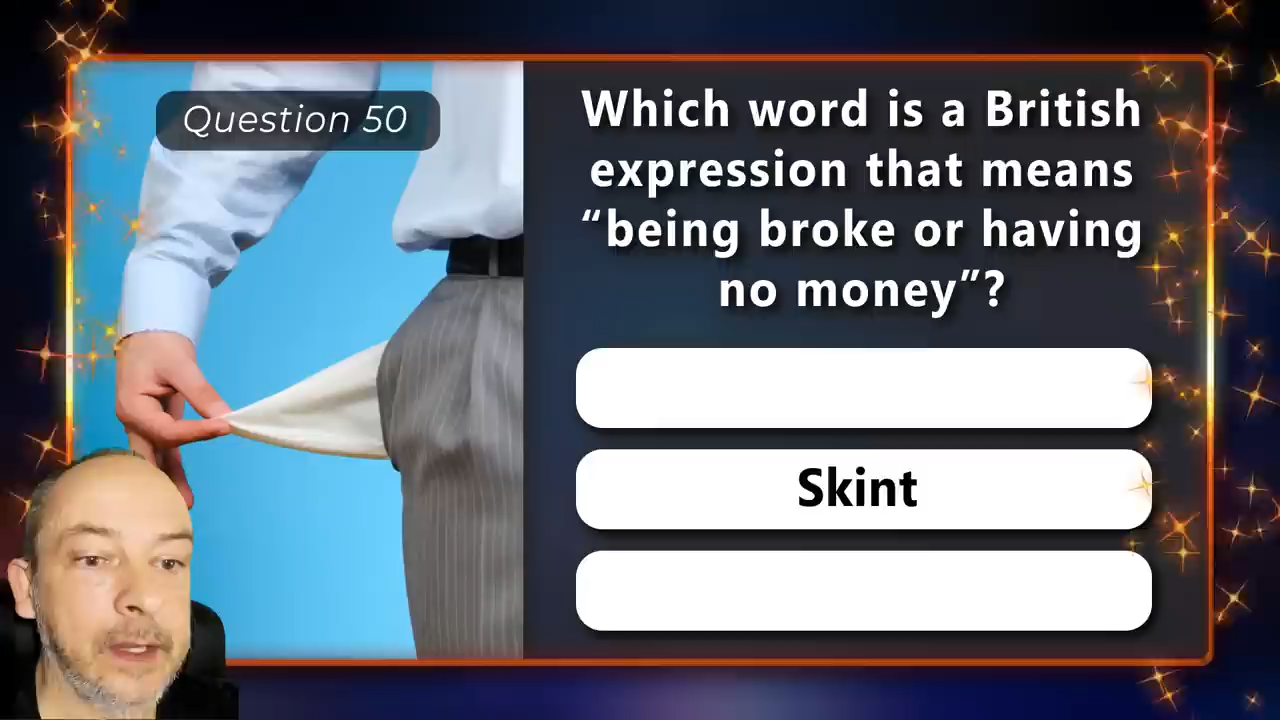 Question 50
Which word is a British
expression that means
“being broke or having
no money”?
Skint